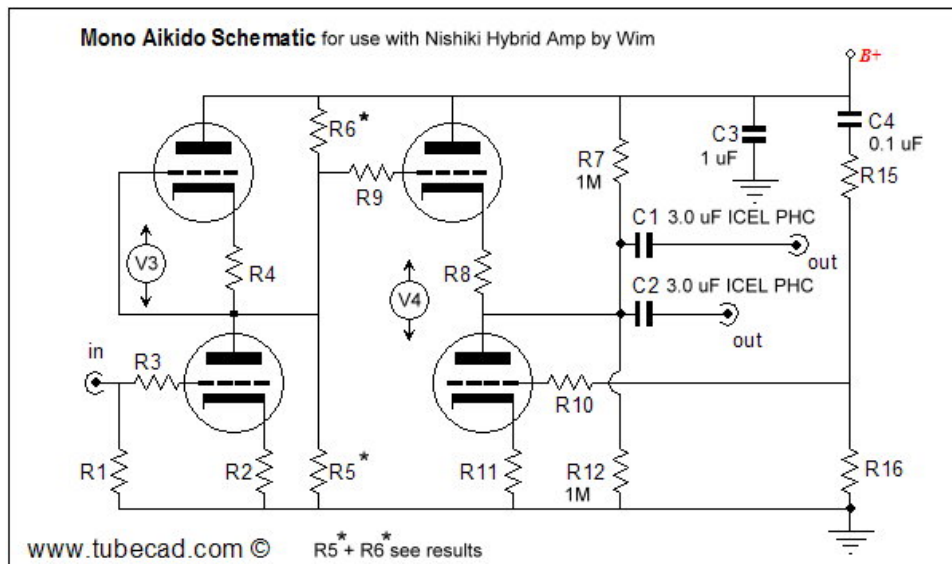 Mono Aikido Schematic for use with Nishiki Hybrid Amp by Wim
B+
R6*
C3
1 uF
C4
0.1 uF
R7
1M
R15
R9
C1 3.0 uF ICEL PHC
V3
R4
R8
out
V4
C2 3.0 uF ICEL PHC
out
in
R3
R10
R1
R2
R5*
R11
R12
1M
R16
www.tubecad.com ©
R5* + R6* see results